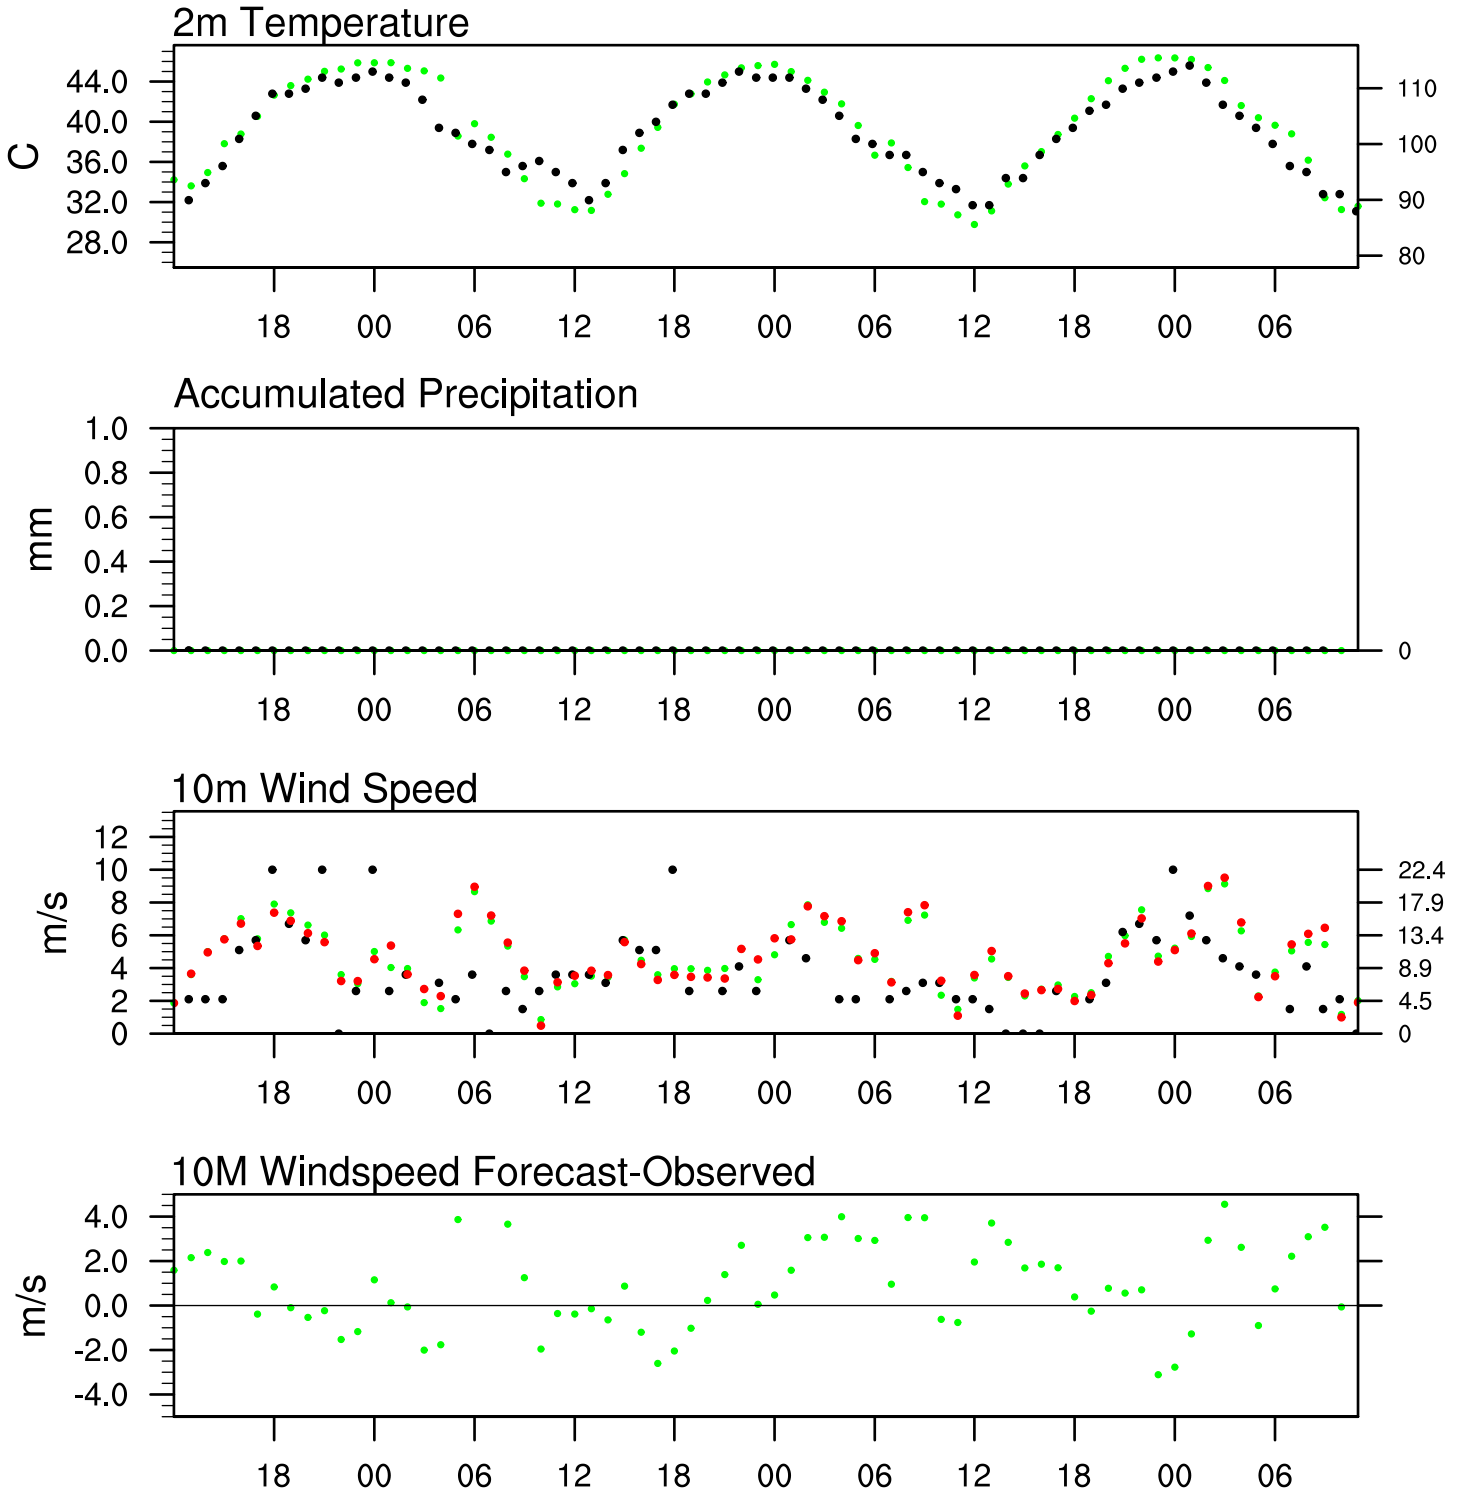 2m Temperature
44.0
40.0
36.0
32.0
28.0
C
110
100
90
80
18 00 06 12 18 00 06 12 18 00 06
Accumulated Precipitation
1.0
0.8
0.6
0.4
0.2
0.0
mm
0
18 00 06 12 18 00 06 12 18 00 06
10m Wind Speed
12
10
8
6
4
2
0
m/s
22.4
17.9
13.4
8.9
4.5
0
18 00 06 12 18 00 06 12 18 00 06
10M Windspeed Forecast-Observed
4.0
2.0
0.0
-2.0
-4.0
m/s
18 00 06 12 18 00 06 12 18 00 06